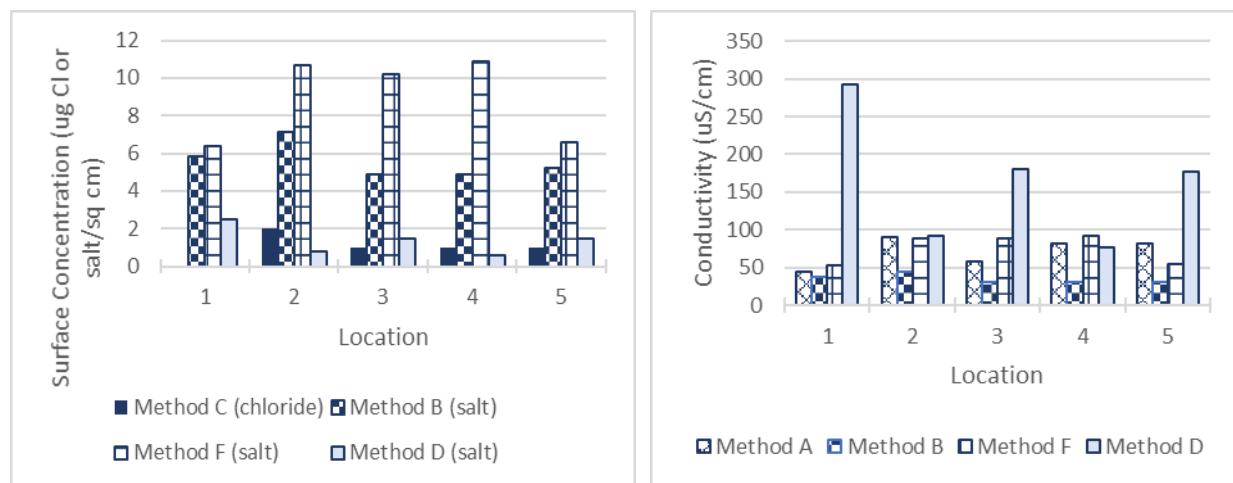 Surface Concentration (ug Cl or
salt/sq cm)
12
10
8
6
4
2
0
1 2 3 4 5
Location
Method C (chloride) Method B (salt)
Method F (salt) Method D (salt)
Conductivity (uS/cm)
350
300
250
200
150
100
50
0
1 2 3 4 5
Location
Method A Method B Method F Method D